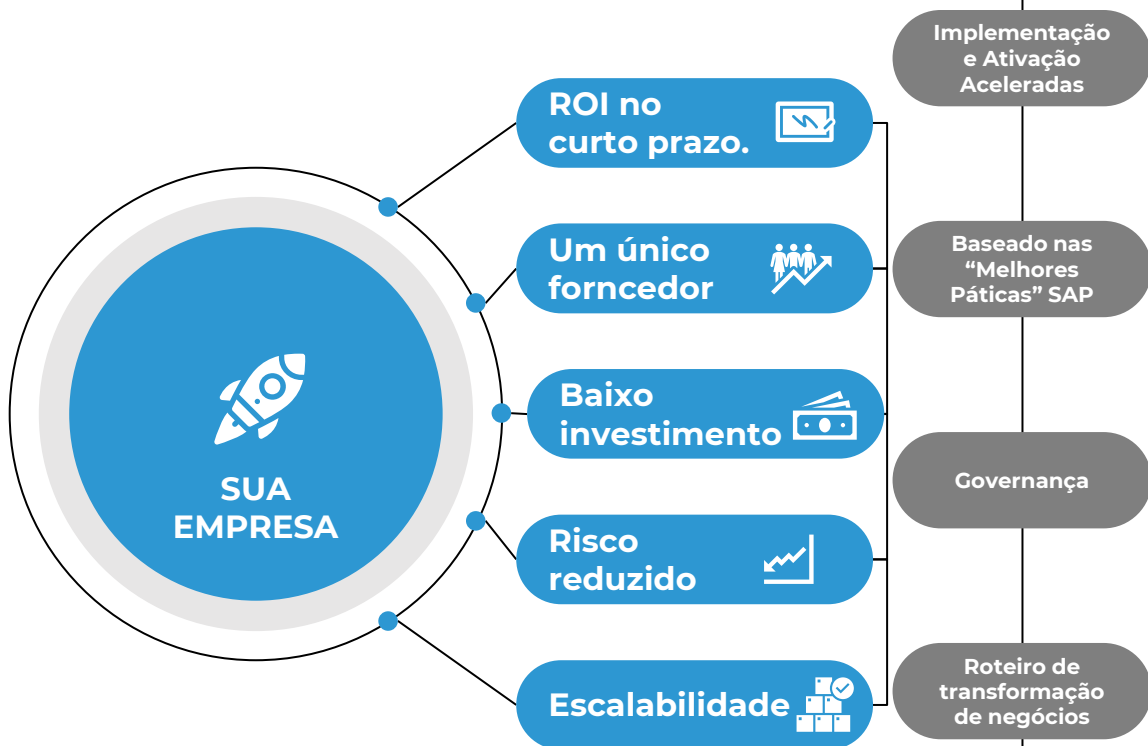 SUA
EMPRESA
ROI no
curto prazo.
Um único
forncedor
Baixo
investimento
Risco
reduzido
Escalabilidade
Implementação
e Ativação
Aceleradas
Baseado nas
“Melhores
Páticas” SAP
Governança
Roteiro de
transformação
de negócios